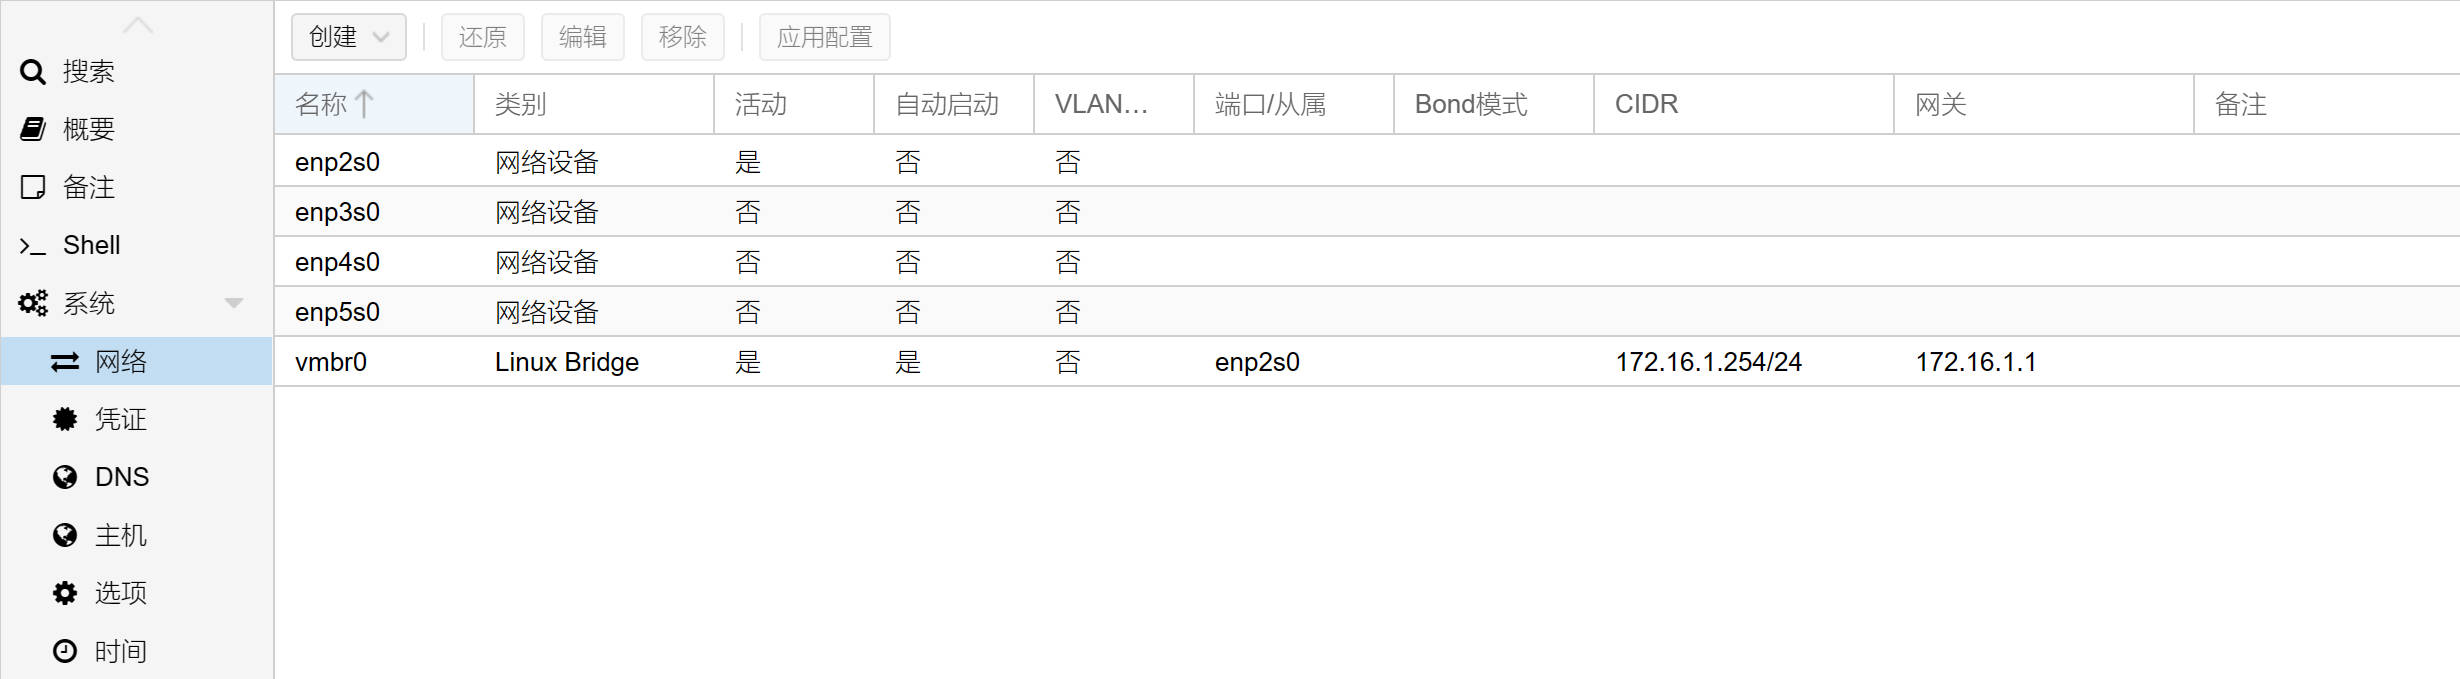 创建 还原 编辑 移除 应用配置
搜索
概要
备注
Shell
系统
网络
凭证
DNS
主机
选项
时间
名称 类别 活动 自动启动 VLAN... 端口/从属 Bond模式 CIDR 网关 备注
enp2s0 网络设备 是 否 否
enp3s0 网络设备 否 否 否
enp4s0 网络设备 否 否 否
enp5s0 网络设备 否 否 否
vmbr0 Linux Bridge 是 是 否 enp2s0 172.16.1.254/24 172.16.1.1